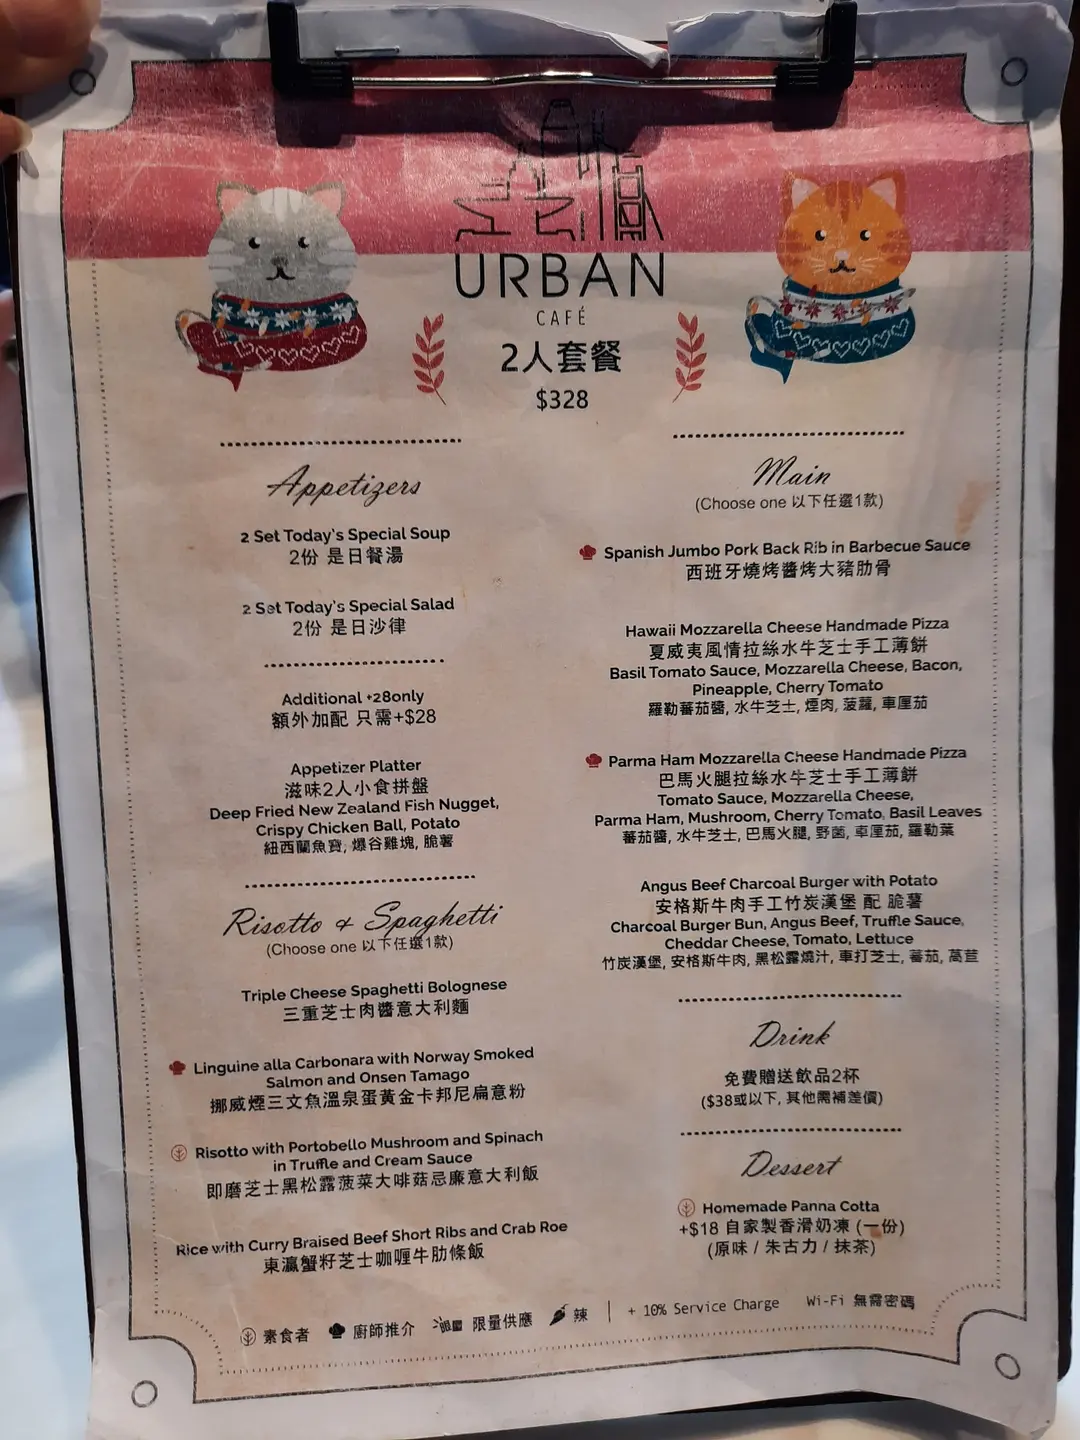 URBAN
CAFÉ
2人套餐
$328
Appetizers
2 Set Today's Special Soup
2份 是日餐湯
2 Set Today's Special Salad
2份 是日沙律
Additional +28only
額外加配 只需+$28
Appetizer Platter
滋味2人小食拼盤
Deep Fried New Zealand Fish Nugget,
Crispy Chicken Ball, Potato
紐西蘭魚寶, 爆谷雞塊, 脆薯
Risotto & Spaghetti
(Choose one 以下任選1款)
Triple Cheese Spaghetti Bolognese
三重芝士肉醬意大利麵
Linguine alla Carbonara with Norway Smoked
Salmon and Onsen Tamago
挪威煙三文魚溫泉蛋黃金卡邦尼扁意粉
Risotto with Portobello Mushroom and Spinach
in Truffle and Cream Sauce
即磨芝士黑松露菠菜大啡菇忌廉意大利飯
Rice with Curry Braised Beef Short Ribs and Crab Roe
東瀛蟹籽芝士咖喱牛肋條飯
Main
(Choose one 以下任選1款)
Spanish Jumbo Pork Back Rib in Barbecue Sauce
西班牙燒烤醬烤大豬肋骨
Hawaii Mozzarella Cheese Handmade Pizza
夏威夷風情拉絲水牛芝士手工薄餅
Basil Tomato Sauce, Mozzarella Cheese, Bacon,
Pineapple, Cherry Tomato
羅勒蕃茄醬, 水牛芝士, 煙肉, 菠蘿, 車厘茄
Parma Ham Mozzarella Cheese Handmade Pizza
巴馬火腿拉絲水牛芝士手工薄餅
Tomato Sauce, Mozzarella Cheese,
Parma Ham, Mushroom, Cherry Tomato, Basil Leaves
蕃茄醬, 水牛芝士, 巴馬火腿, 野菌, 車厘茄, 羅勒葉
Angus Beef Charcoal Burger with Potato
安格斯牛肉手工竹炭漢堡 配 脆薯
Charcoal Burger Bun, Angus Beef, Truffle Sauce,
Cheddar Cheese, Tomato, Lettuce
竹炭漢堡, 安格斯牛肉, 黑松露燒汁, 車打芝士, 蕃茄, 萵苣
Drink
免費贈送飲品2杯
($38或以下, 其他需補差價)
Dessert
Homemade Panna Cotta
+$18 自家製香滑奶凍 (一份)
(原味 / 朱古力 / 抹茶)
素食者 廚師推介 限量供應 辣 | + 10% Service Charge Wi-Fi 無需密碼